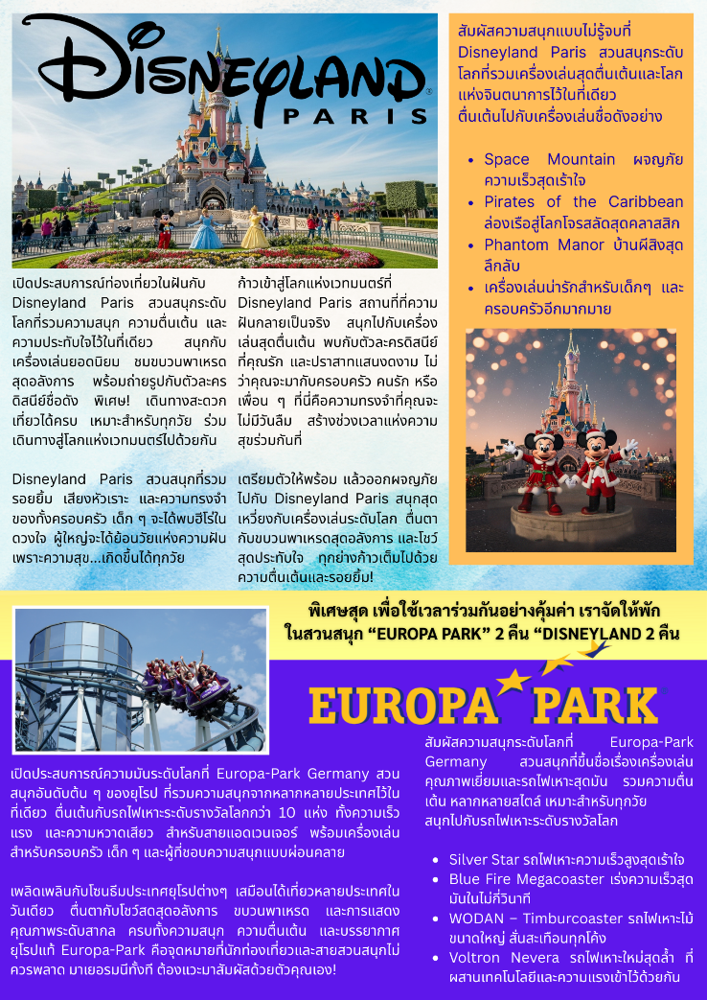 DISNEYLAND
PARIS
เปิดประสบการณ์ท่องเที่ยวในฝันกับ
Disneyland Paris สวนสนุกระดับ
โลกที่รวมความสนุก ความตื่นเต้น และ
ความประทับใจไว้ในที่เดียว สนุกกับ
เครื่องเล่นยอดนิยม ชมขบวนพาเหรด
สุดอลังการ พร้อมถ่ายรูปกับตัวละคร
ดิสนีย์ชื่อดัง พิเศษ! เดินทางสะดวก
เที่ยวได้ครบ เหมาะสำหรับทุกวัย ร่วม
เดินทางสู่โลกแห่งเวทมนตร์ไปด้วยกัน
Disneyland Paris สวนสนุกที่รวม
รอยยิ้ม เสียงหัวเราะ และความทรงจำ
ของทั้งครอบครัว เด็ก ๆ จะได้พบฮีโร่ใน
ดวงใจ ผู้ใหญ่จะได้ย้อนวัยแห่งความฝัน
เพราะความสุข...เกิดขึ้นได้ทุกวัย
ก้าวเข้าสู่โลกแห่งเวทมนตร์ที่
Disneyland Paris สถานที่ที่ความ
ฝันกลายเป็นจริง สนุกไปกับเครื่อง
เล่นสุดตื่นเต้น พบกับตัวละครดิสนีย์
ที่คุณรัก และปราสาทแสนงดงาม ไม่
ว่าคุณจะมากับครอบครัว คนรัก หรือ
เพื่อน ๆ ที่นี่คือความทรงจำที่คุณจะ
ไม่มีวันลืม สร้างช่วงเวลาแห่งความ
สุขร่วมกันที่
เตรียมตัวให้พร้อม แล้วออกผจญภัย
ไปกับ Disneyland Paris สนุกสุด
เหวี่ยงกับเครื่องเล่นระดับโลก ตื่นตา
กับขบวนพาเหรดสุดอลังการ และโชว์
สุดประทับใจ ทุกย่างก้าวเต็มไปด้วย
ความตื่นเต้นและรอยยิ้ม!
สัมผัสความสนุกแบบไม่รู้จบที่
Disneyland Paris สวนสนุกระดับ
โลกที่รวมเครื่องเล่นสุดตื่นเต้นและโลก
แห่งจินตนาการไว้ในที่เดียว
ตื่นเต้นไปกับเครื่องเล่นชื่อดังอย่าง
• Space Mountain ผจญภัย
ความเร็วสุดเร้าใจ
• Pirates of the Caribbean
ล่องเรือสู่โลกโจรสลัดสุดคลาสสิก
• Phantom Manor บ้านผีสิงสุด
ลึกลับ
• เครื่องเล่นน่ารักสำหรับเด็กๆ และ
ครอบครัวอีกมากมาย
พิเศษสุด เพื่อใช้เวลาร่วมกันอย่างคุ้มค่า เราจัดให้พัก
ในสวนสนุก “EUROPA PARK” 2 คืน “DISNEYLAND 2 คืน
EUROPA PARK
เปิดประสบการณ์ความมันระดับโลกที่ Europa-Park Germany สวน
สนุกอันดับต้น ๆ ของยุโรป ที่รวมความสนุกจากหลากหลายประเทศไว้ใน
ที่เดียว ตื่นเต้นกับรถไฟเหาะระดับรางวัลโลกกว่า 10 แห่ง ทั้งความเร็ว
แรง และความหวาดเสียว สำหรับสายแอดเวนเจอร์ พร้อมเครื่องเล่น
สำหรับครอบครัว เด็ก ๆ และผู้ที่ชอบความสนุกแบบผ่อนคลาย
เพลิดเพลินกับโซนธีมประเทศยุโรปต่างๆ เสมือนได้เที่ยวหลายประเทศใน
วันเดียว ตื่นตากับโชว์สดสุดอลังการ ขบวนพาเหรด และการแสดง
คุณภาพระดับสากล ครบทั้งความสนุก ความตื่นเต้น และบรรยากาศ
ยุโรปแท้ Europa-Park คือจุดหมายที่นักท่องเที่ยวและสายสวนสนุกไม่
ควรพลาด มาเยอรมนีทั้งที ต้องแวะมาสัมผัสด้วยตัวคุณเอง!
สัมผัสความสนุกระดับโลกที่ Europa-Park
Germany สวนสนุกที่ขึ้นชื่อเรื่องเครื่องเล่น
คุณภาพเยี่ยมและรถไฟเหาะสุดมัน รวมความตื่น
เต้น หลากหลายสไตล์ เหมาะสำหรับทุกวัย
สนุกไปกับรถไฟเหาะระดับรางวัลโลก
• Silver Star รถไฟเหาะความเร็วสูงสุดเร้าใจ
• Blue Fire Megacoaster เร่งความเร็วสุด
มันในไม่กี่วินาที
• WODAN – Timburcoaster รถไฟเหาะไม้
ขนาดใหญ่ สั่นสะเทือนทุกโค้ง
• Voltron Nevera รถไฟเหาะใหม่สุดล้ำ ที่
ผสานเทคโนโลยีและความแรงเข้าไว้ด้วยกัน